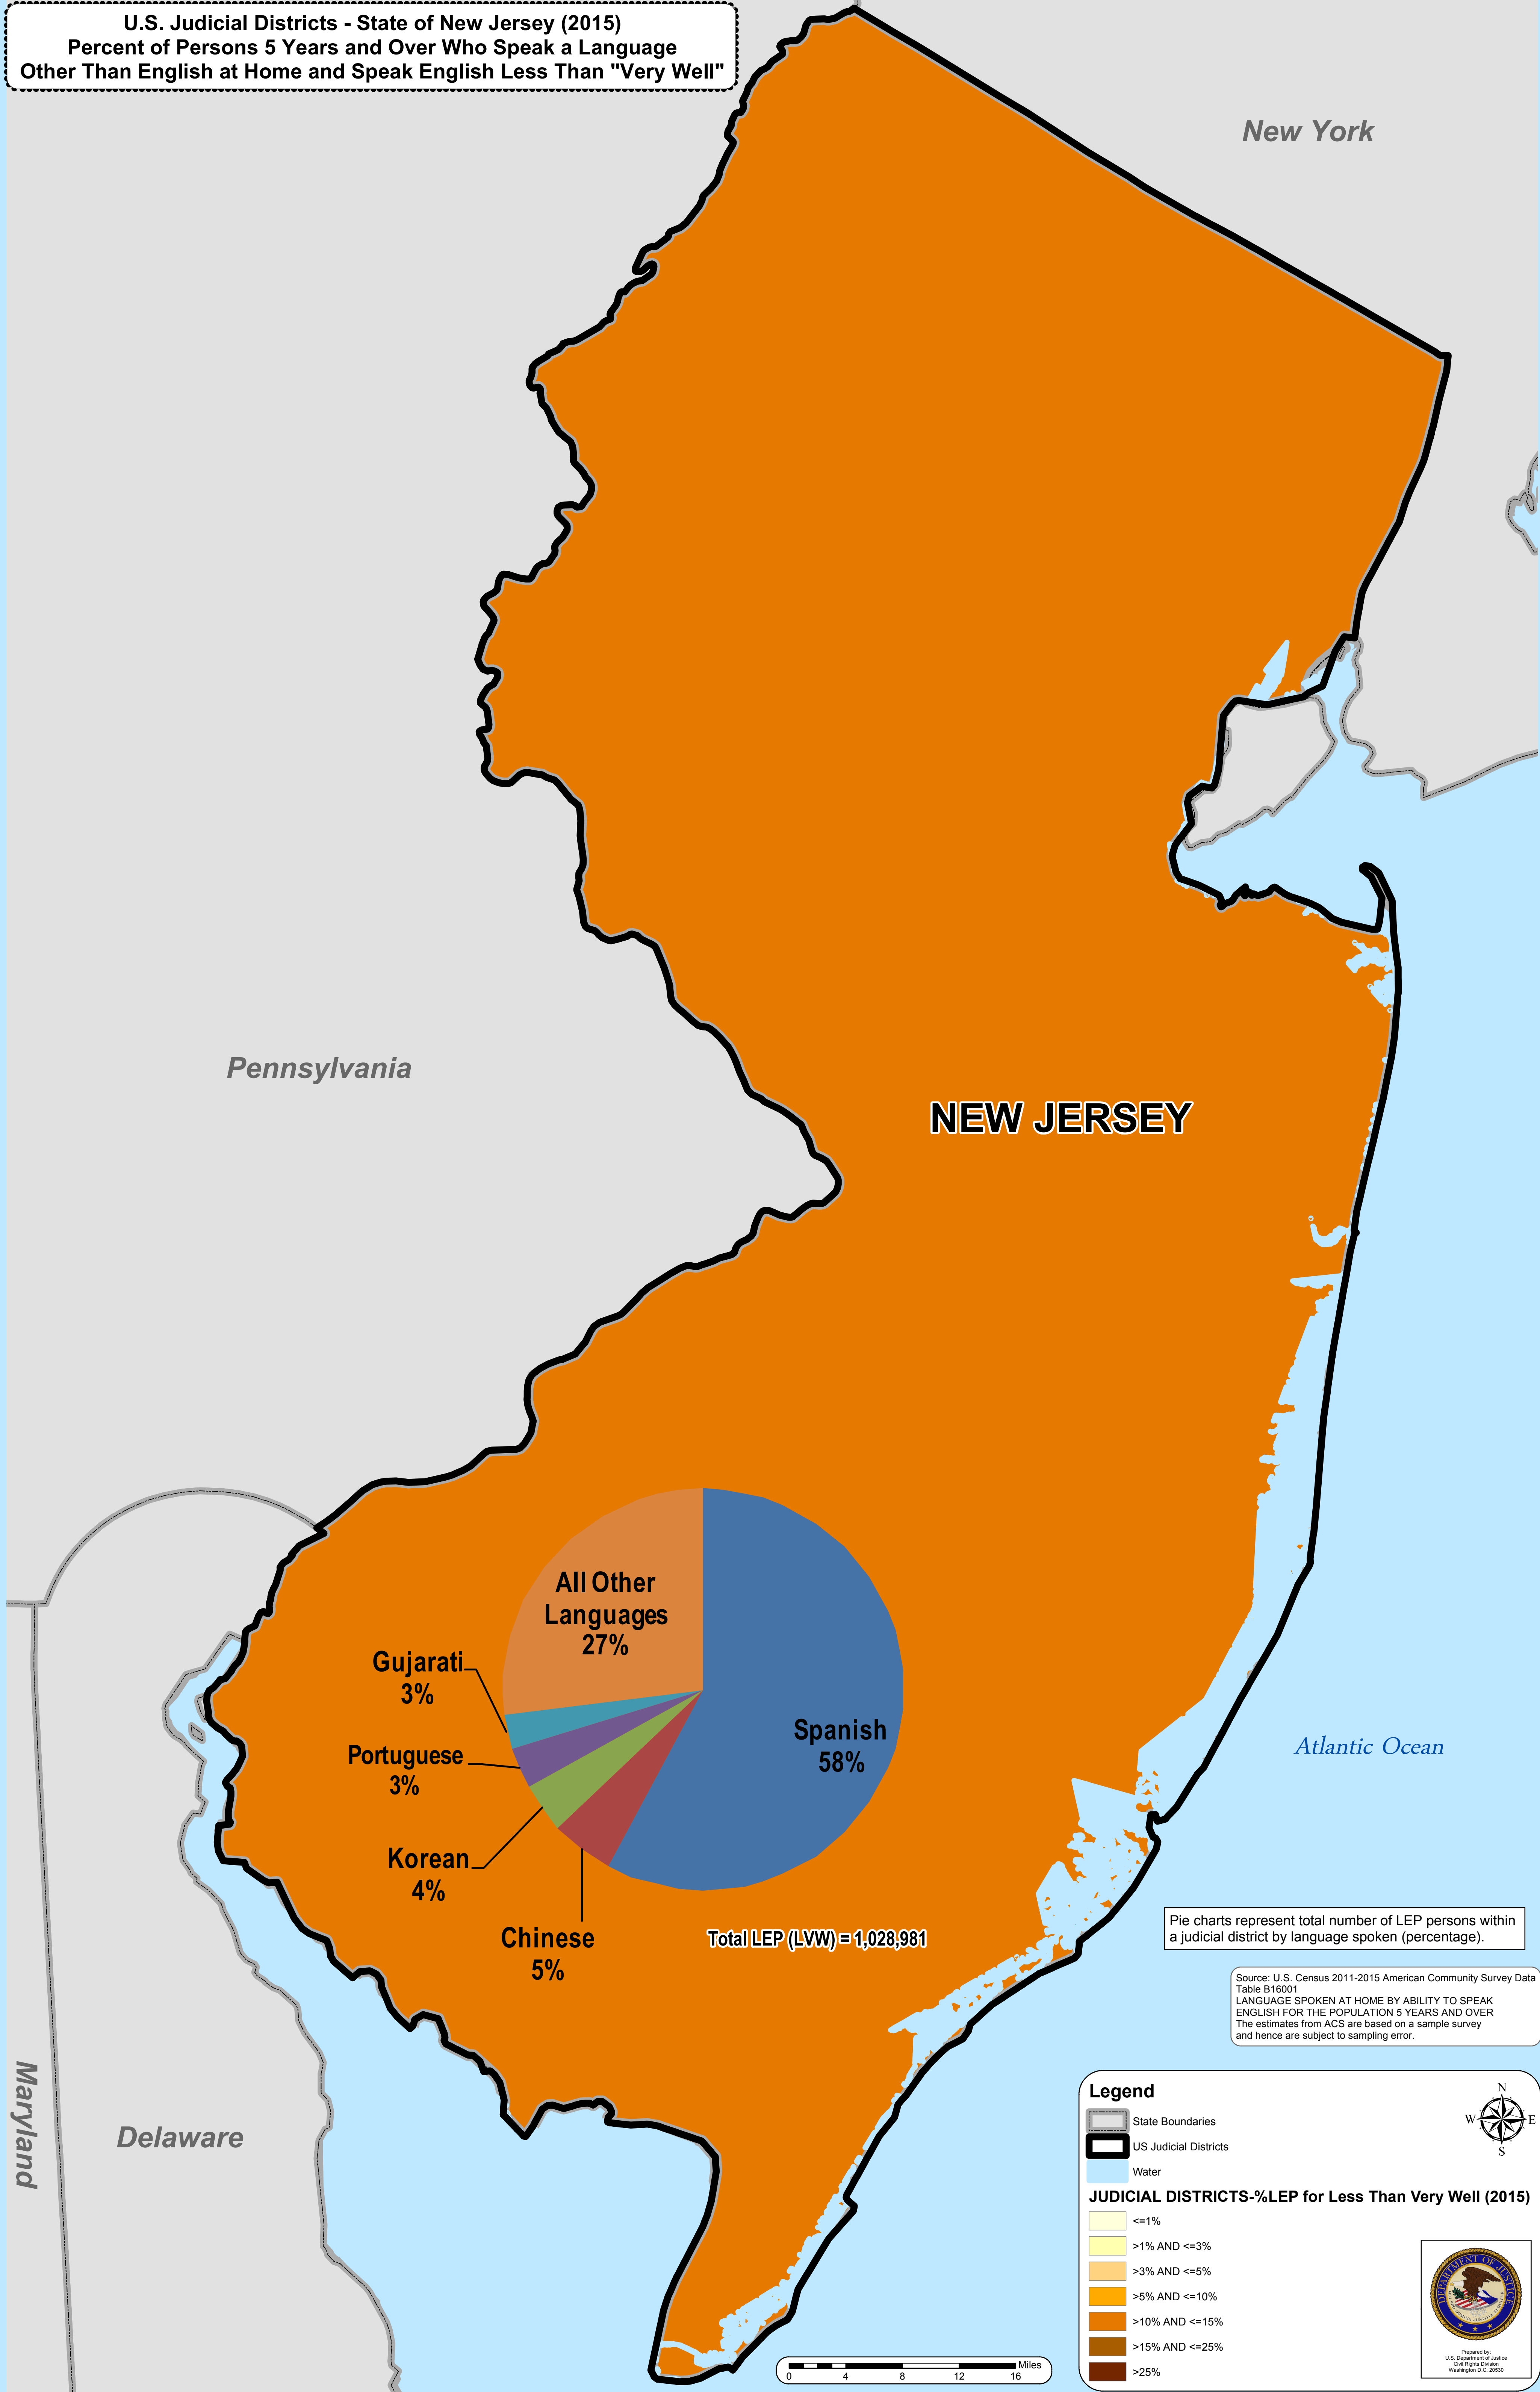 U.S. Judicial Districts - State of New Jersey (2015)
Percent of Persons 5 Years and Over Who Speak a Language
Other Than English at Home and Speak English Less Than "Very Well"
New York
Pennsylvania
NEW JERSEY
All Other
Languages
27%
Gujarati
3%
Spanish
58%
Portuguese
3%
Korean
4%
Chinese
5%
Total LEP (LVW) = 1,028,981
Atlantic Ocean
Maryland
Delaware
Pie charts represent total number of LEP persons within
a judicial district by language spoken (percentage).
Source: U.S. Census 2011-2015 American Community Survey Data
Table B16001
LANGUAGE SPOKEN AT HOME BY ABILITY TO SPEAK
ENGLISH FOR THE POPULATION 5 YEARS AND OVER
The estimates from ACS are based on a sample survey
and hence are subject to sampling error.
Legend
State Boundaries
US Judicial Districts
Water
N
W
E
S
JUDICIAL DISTRICTS-%LEP for Less Than Very Well (2015)
<=1%
>1% AND <=3%
>3% AND <=5%
>5% AND <=10%
>10% AND <=15%
>15% AND <=25%
>25%
DEPARTMENT OF JUSTICE
Prepared by:
U.S. Department of Justice
Civil Rights Division
Washington D.C. 20530
Miles
0 4 8 12 16